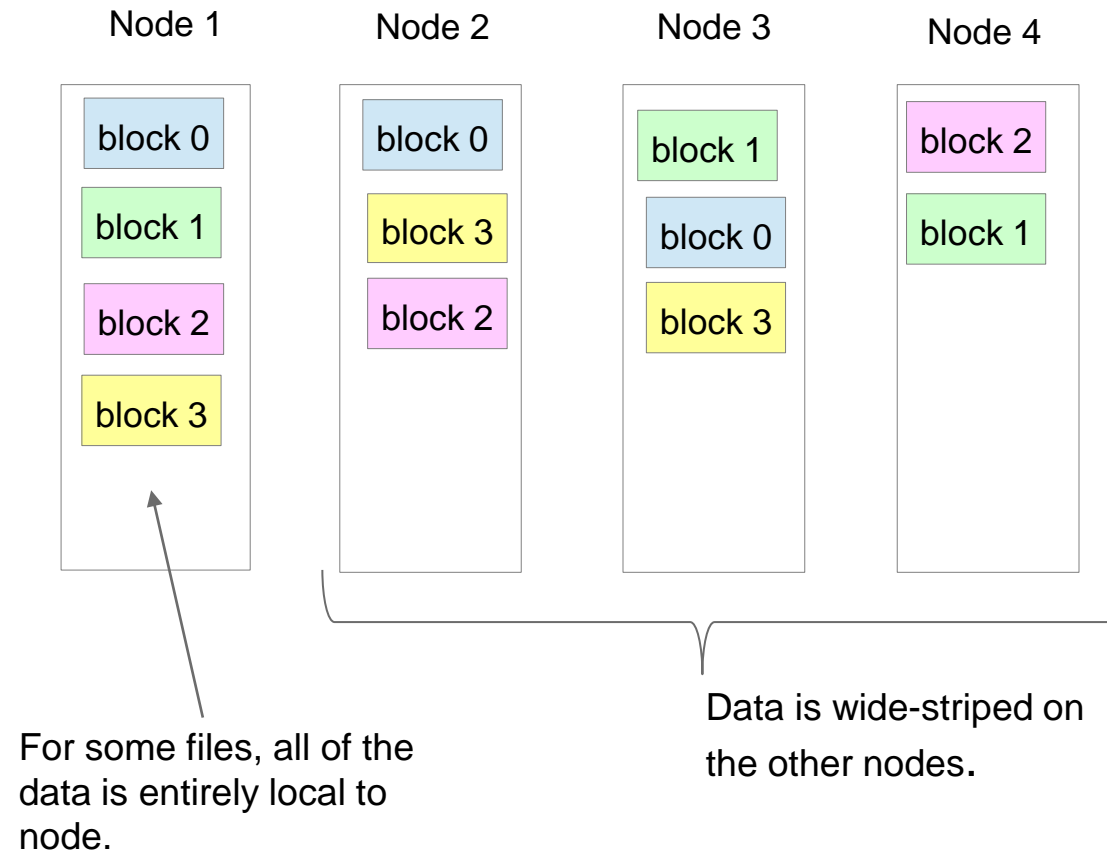 Node 1
Node 2
Node 3
Node 4
block 0
block 1
block 2
block 3
block 0
block 3
block 2
block 1
block 0
block 3
block 2
block 1
For some files, all of the
data is entirely local to
node.
Data is wide-striped on
the other nodes.